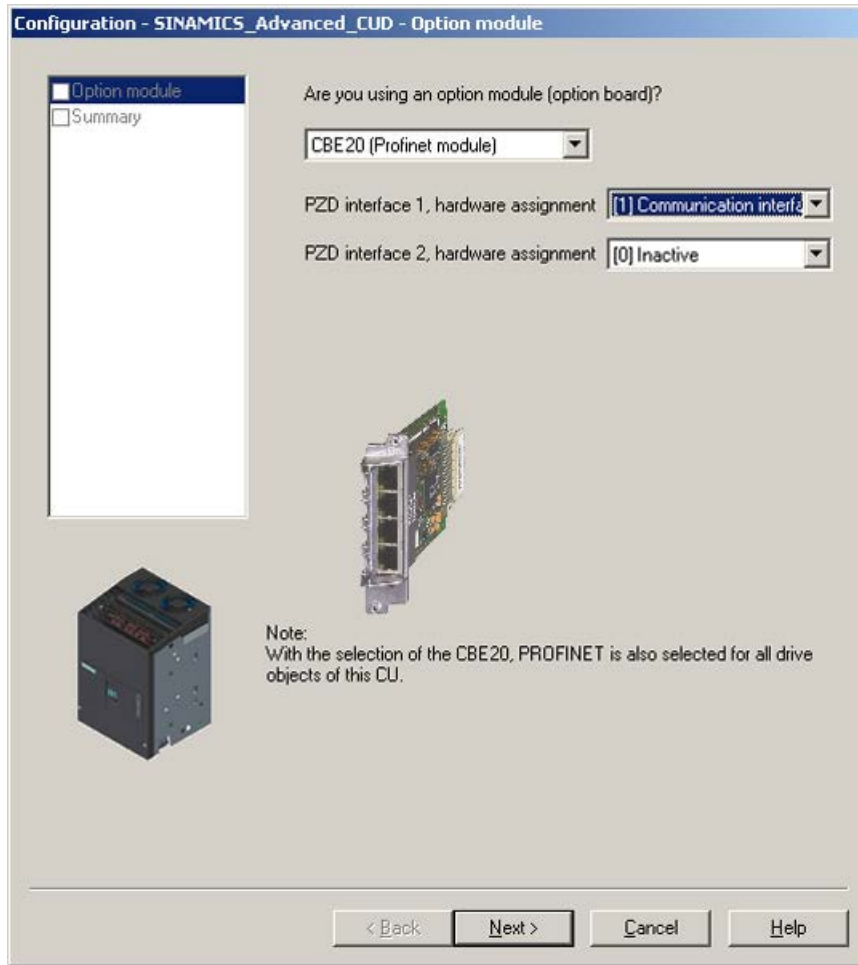 Configuration - SINAMICS_Advanced_CUD - Option module
Option module
Summary
Are you using an option module (option board)?
CBE20 (Profinet module)
PZD interface 1, hardware assignment [1] Communication interfa
PZD interface 2, hardware assignment [0] Inactive
Note:
With the selection of the CBE20, PROFINET is also selected for all drive
objects of this CU.
< Back Next > Cancel Help